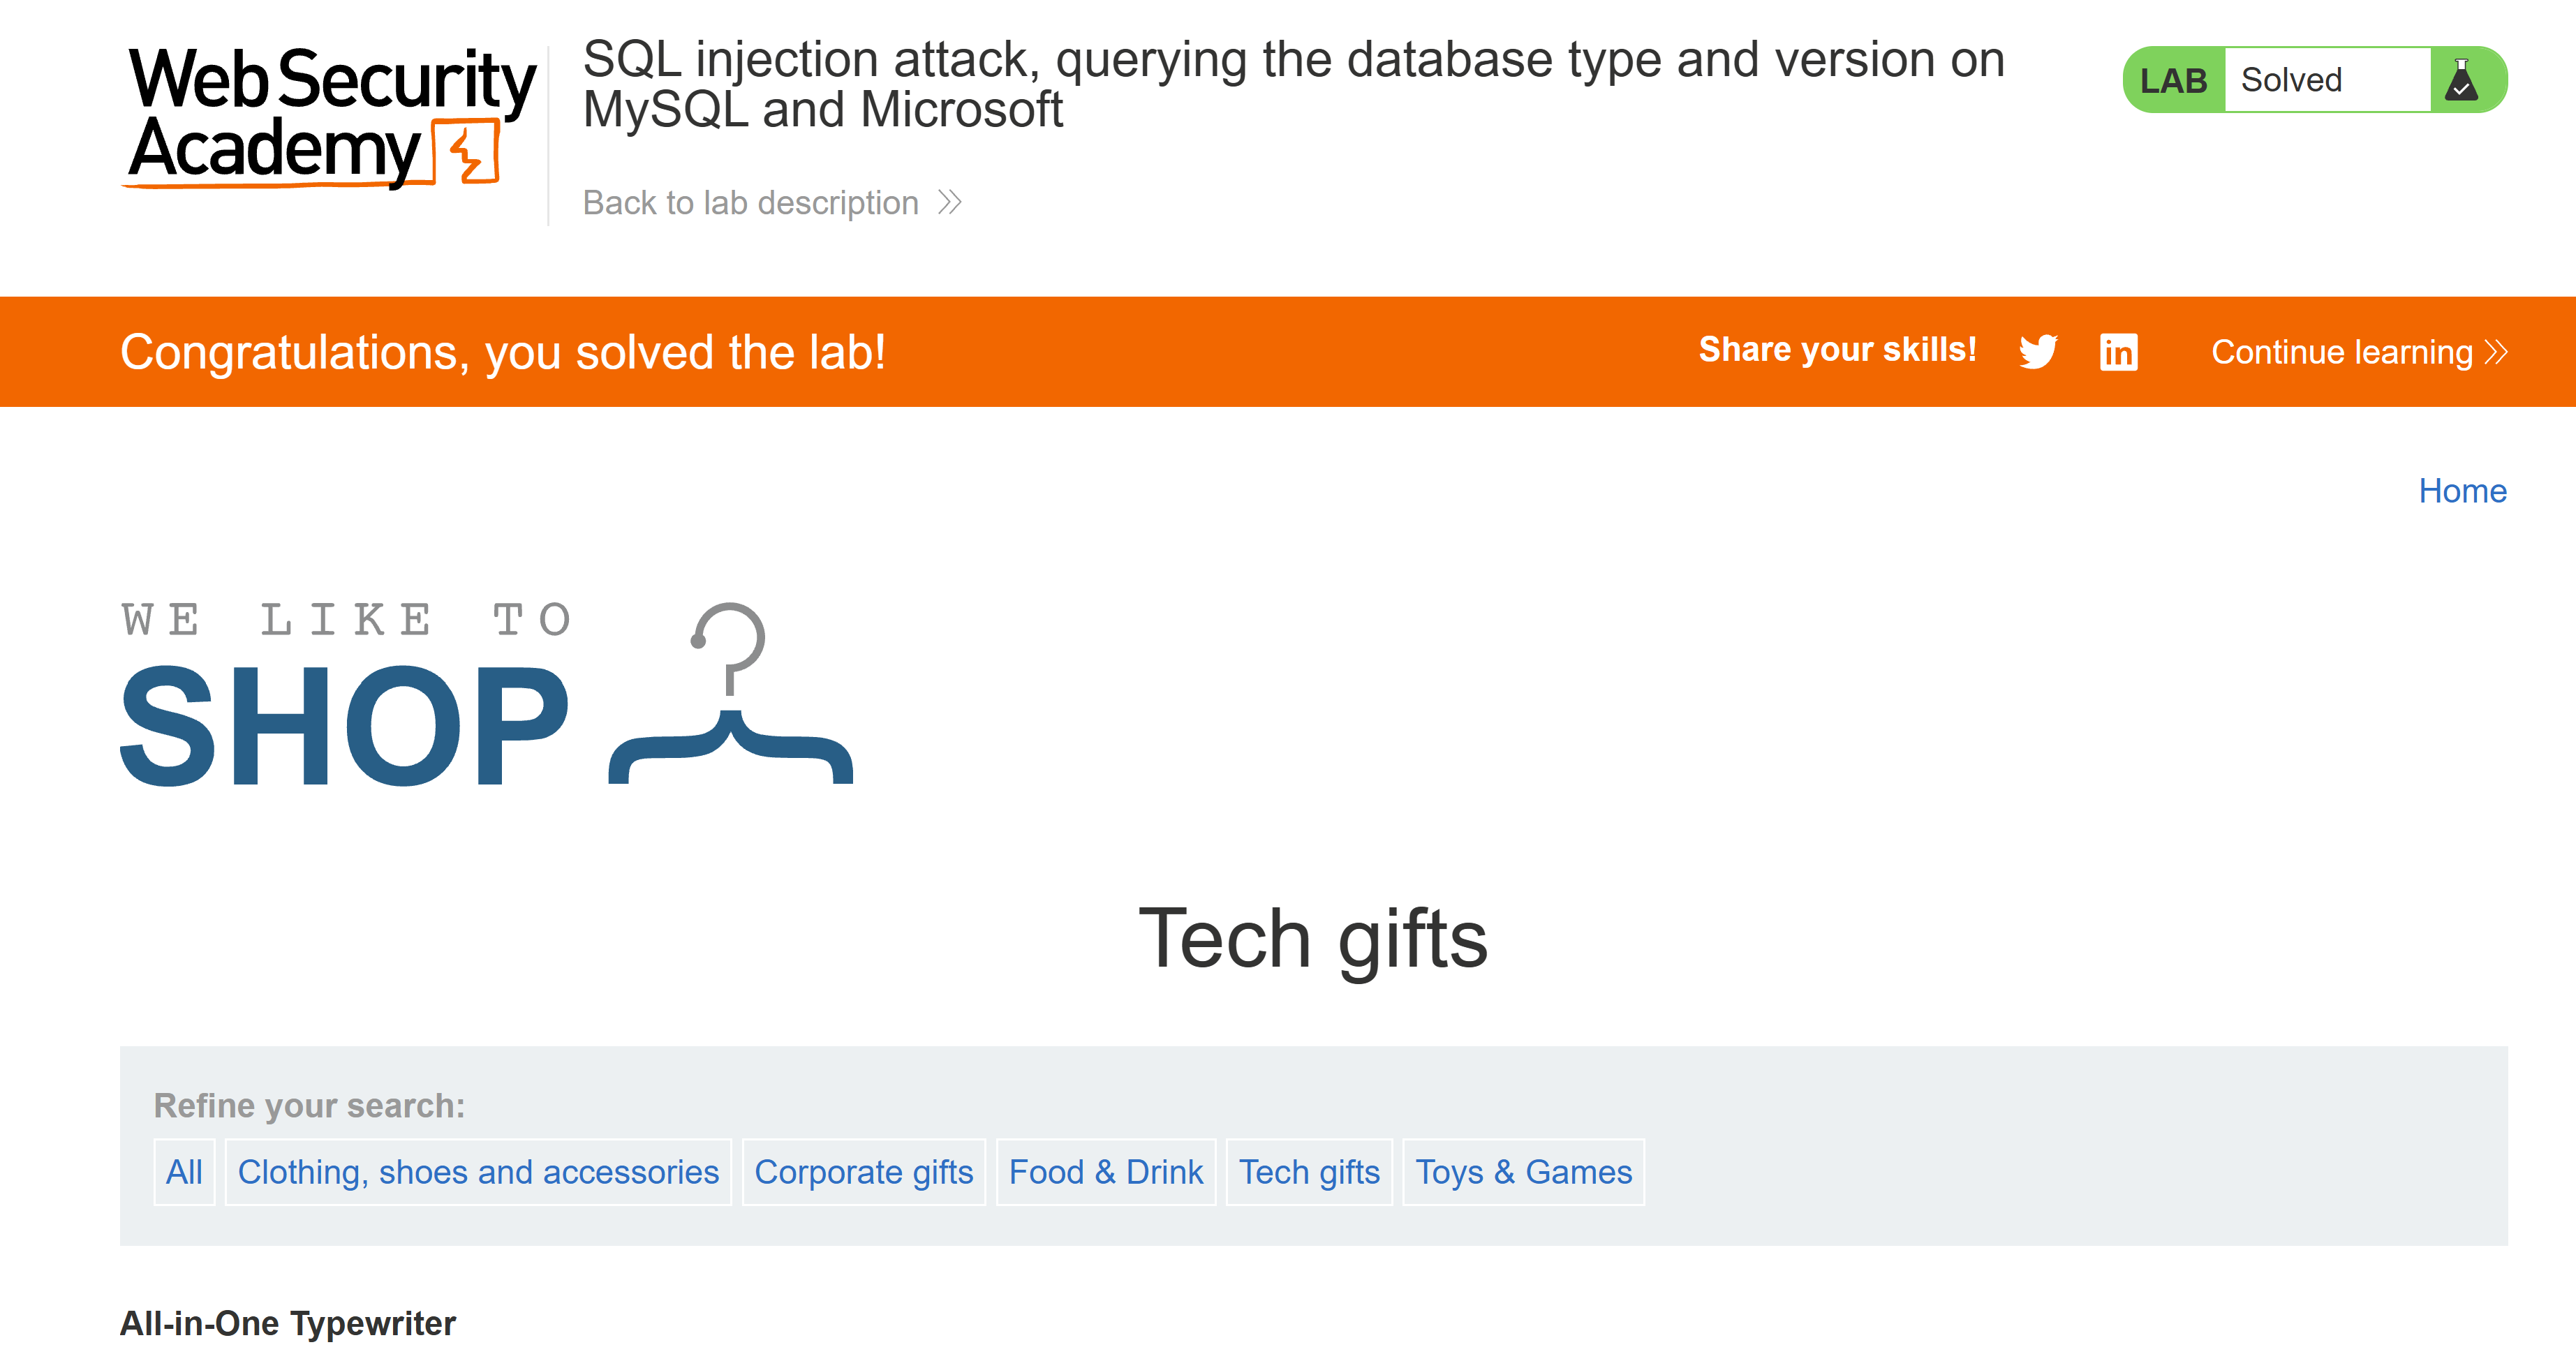 Web Security
Academy
SQL injection attack, querying the database type and version on
MySQL and Microsoft
Back to lab description
LAB Solved
Congratulations, you solved the lab!
Share your skills!
in
Continue learning
Home
WE LIKE TO
SHOP
Tech gifts
Refine your search:
All Clothing, shoes and accessories Corporate gifts Food & Drink Tech gifts Toys & Games
All-in-One Typewriter